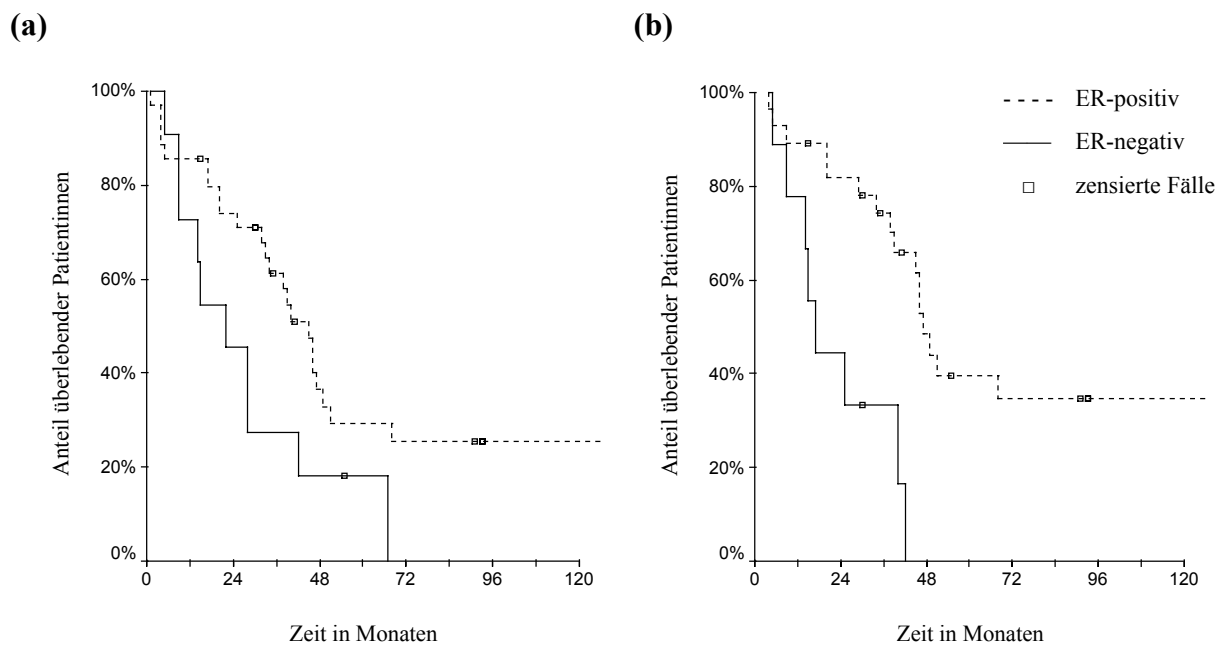 (a)
Anteil überlebender Patientinnen
100%
80%
60%
40%
20%
0%
0 24 48 72 96 120
Zeit in Monaten
(b)
Anteil überlebender Patientinnen
100%
80%
60%
40%
20%
0%
0 24 48 72 96 120
Zeit in Monaten
ER-positiv
ER-negativ
zensierte Fälle